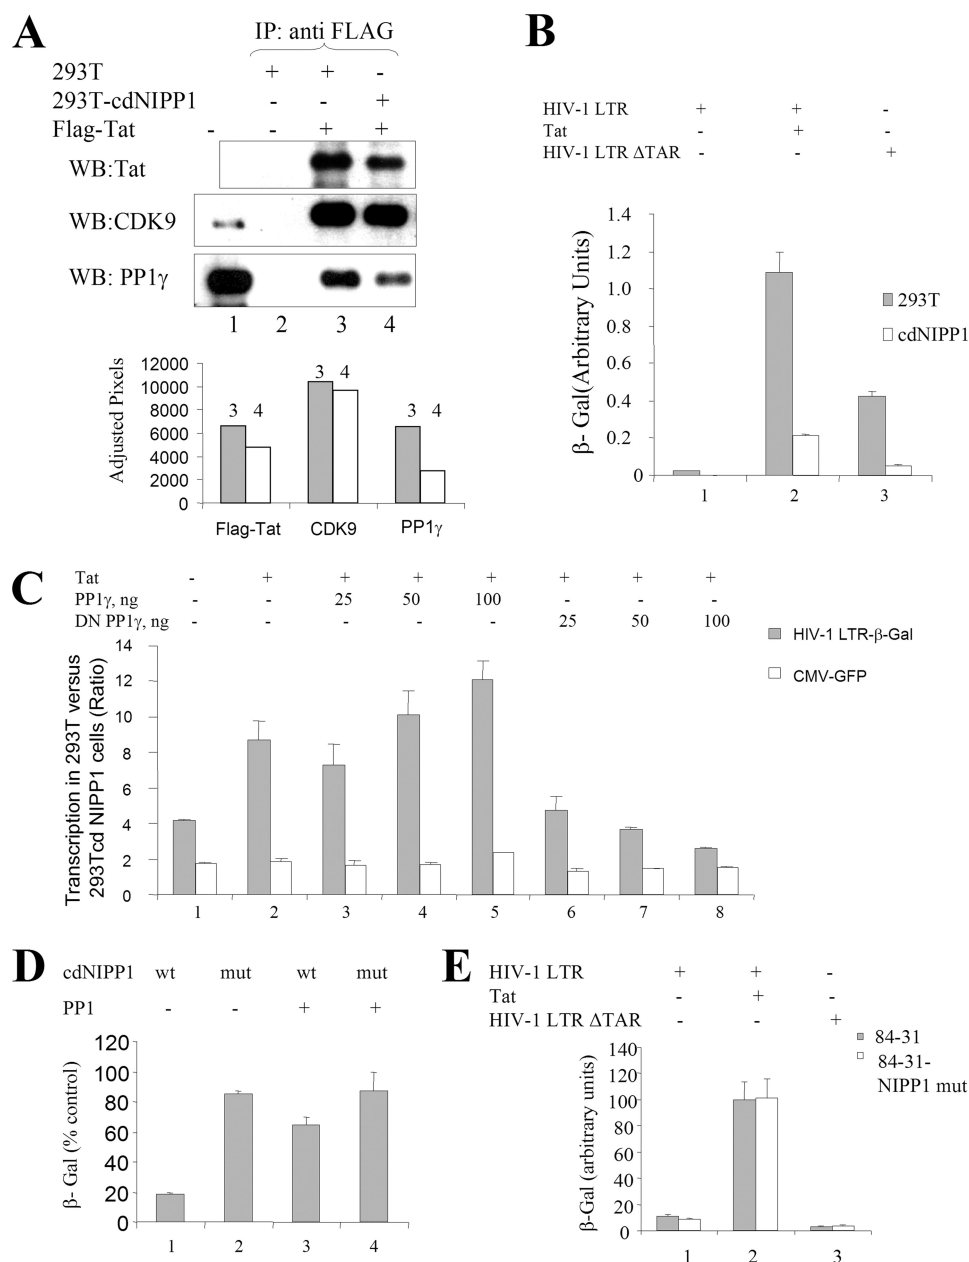 A
IP: anti FLAG
293T + + -
293T-cdNIPP1 - - +
Flag-Tat - - + +
WB:Tat
WB:CDK9
WB: PP1γ
1 2 3 4
Adjusted Pixels
12000
10000
8000
6000
4000
2000
0
3 4
3 4
3 4
Flag-Tat CDK9 PP1γ
B
HIV-1 LTR + + -
Tat - + -
HIV-1 LTR ΔTAR - - +
β- Gal(Arbitrary Units)
1.4
1.2
1.0
0.8
0.6
0.4
0.2
0
1 2 3
293T
cdNIPP1
C
Tat - + + + + + + +
PP1γ, ng - - 25 50 100 - - -
DN PP1γ, ng - - - - - 25 50 100
Transcription in 293T versus
293Tcd NIPP1 cells (Ratio)
14
12
10
8
6
4
2
0
1 2 3 4 5 6 7 8
HIV-1 LTR-β-Gal
CMV-GFP
D
cdNIPP1 wt mut wt mut
PP1 - - + +
β- Gal (% control)
120
100
80
60
40
20
0
1 2 3 4
E
HIV-1 LTR + + -
Tat - + -
HIV-1 LTR ΔTAR - - +
β-Gal (arbitrary units)
140
120
100
80
60
40
20
0
1 2 3
84-31
84-31-
NIPP1 mut